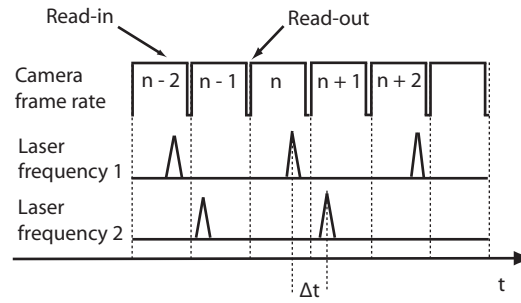 Read-in
Read-out
Camera
frame rate
n - 2
n - 1
n
n + 1
n + 2
Laser
frequency 1
Laser
frequency 2
Δt
t